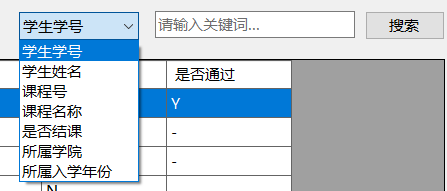 学生学号 请输入关键词... 搜索
学生学号
学生姓名
是否通过
课程号
Y
课程名称
是否结课
-
所属学院
-
所属入学年份
N